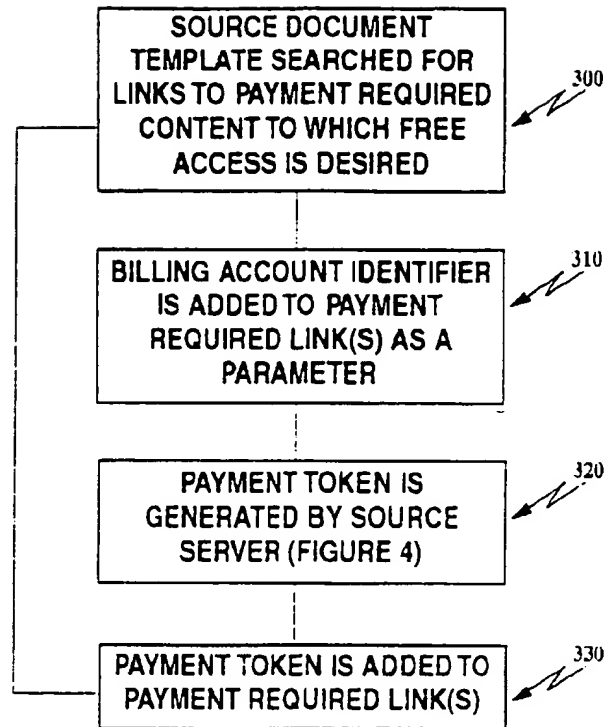 SOURCE DOCUMENT
TEMPLATE SEARCHED FOR
LINKS TO PAYMENT REQUIRED
CONTENT TO WHICH FREE
ACCESS IS DESIRED
300
BILLING ACCOUNT IDENTIFIER
IS ADDED TO PAYMENT
REQUIRED LINK(S) AS A
PARAMETER
310
PAYMENT TOKEN IS
GENERATED BY SOURCE
SERVER (FIGURE 4)
320
PAYMENT TOKEN IS ADDED TO
PAYMENT REQUIRED LINK(S)
330